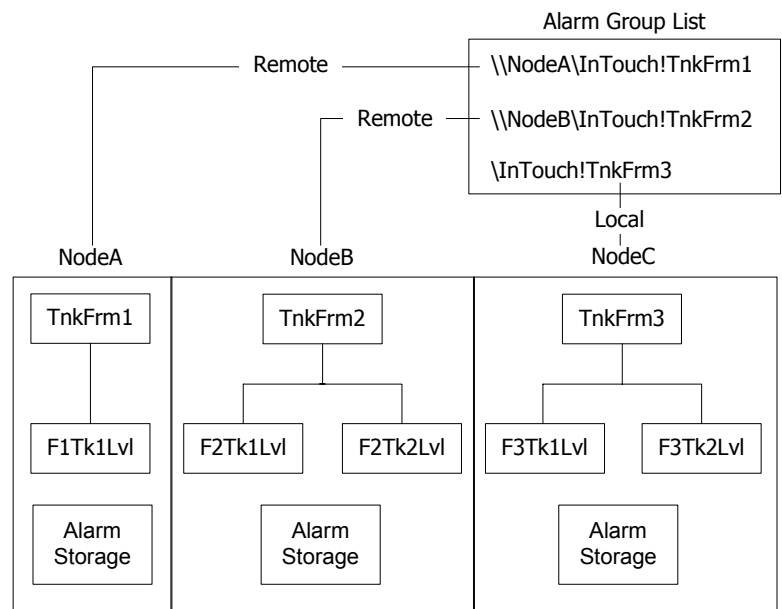 Alarm Group List
Remote
\\NodeA\InTouch!TnkFrm1
Remote
\\NodeB\InTouch!TnkFrm2
\InTouch!TnkFrm3
Local
NodeA
NodeB
NodeC
TnkFrm1
TnkFrm2
TnkFrm3
F1Tk1Lvl
F2Tk1Lvl
F2Tk2Lvl
F3Tk1Lvl
F3Tk2Lvl
Alarm
Storage
Alarm
Storage
Alarm
Storage